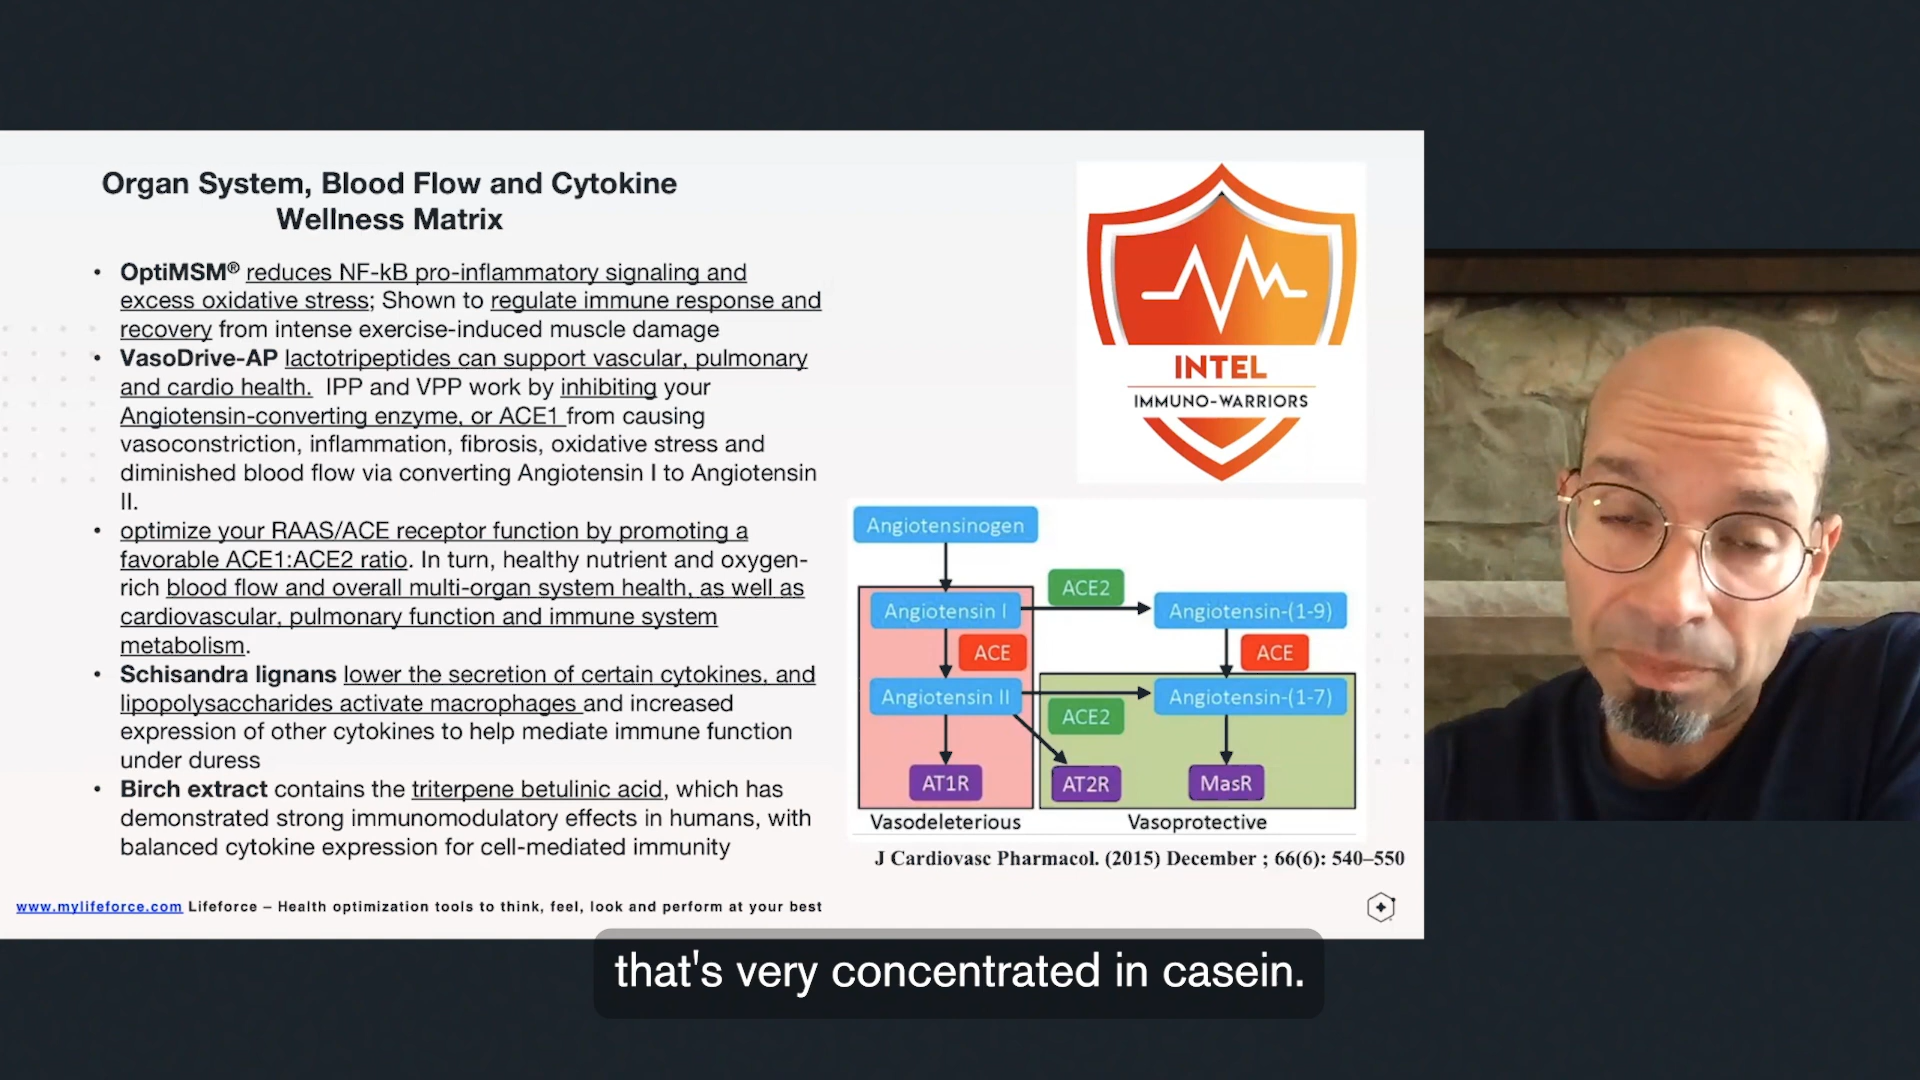 Organ System, Blood Flow and Cytokine
Wellness Matrix
• OptiMSM® reduces NF-kB pro-inflammatory signaling and
excess oxidative stress; Shown to regulate immune response and
recovery from intense exercise-induced muscle damage
• VasoDrive-AP lactotripeptides can support vascular, pulmonary
and cardio health. IPP and VPP work by inhibiting your
Angiotensin-converting enzyme, or ACE1 from causing
vasoconstriction, inflammation, fibrosis, oxidative stress and
diminished blood flow via converting Angiotensin I to Angiotensin
II.
• optimize your RAAS/ACE receptor function by promoting a
favorable ACE1:ACE2 ratio. In turn, healthy nutrient and oxygen-
rich blood flow and overall multi-organ system health, as well as
cardiovascular, pulmonary function and immune system
metabolism.
• Schisandra lignans lower the secretion of certain cytokines, and
lipopolysaccharides activate macrophages and increased
expression of other cytokines to help mediate immune function
under duress
• Birch extract contains the triterpene betulinic acid, which has
demonstrated strong immunomodulatory effects in humans, with
balanced cytokine expression for cell-mediated immunity
INTEL
IMMUNO-WARRIORS
Angiotensinogen
ACE2
Angiotensin I
Angiotensin-(1-9)
ACE
ACE
Angiotensin II
Angiotensin-(1-7)
ACE2
AT1R
AT2R
MasR
Vasodeleterious
Vasoprotective
J Cardiovasc Pharmacol. (2015) December ; 66(6): 540–550
www.mylifeforce.com Lifeforce – Health optimization tools to think, feel, look and perform at your best
that's very concentrated in casein.